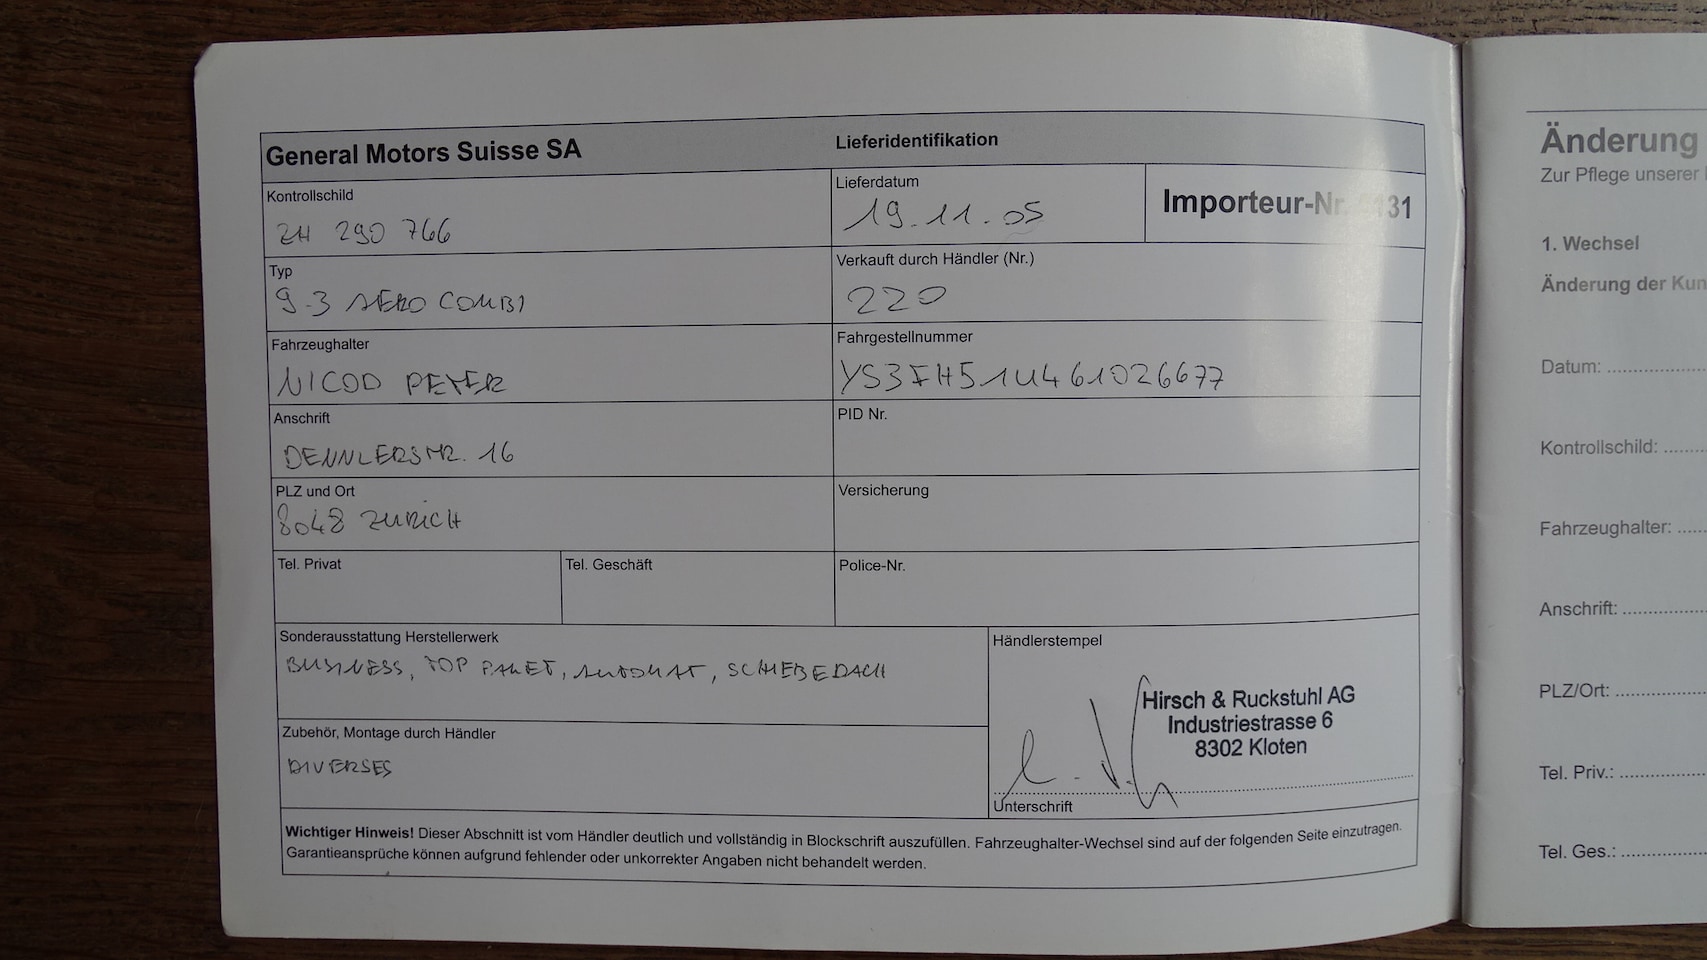 General Motors Suisse SA
Lieferidentifikation
Kontrollschild
ZH 290 766
Lieferdatum
19.11.05
Importeur-Nr. 131
Typ
9-3 AERO COMBI
Verkauft durch Händler (Nr.)
220
Fahrzeughalter
NICOD PETER
Fahrgestellnummer
YS3FH51U461026677
Anschrift
DENNLERSTR. 16
PID Nr.
PLZ und Ort
8048 ZURICH
Versicherung
Tel. Privat
Tel. Geschäft
Police-Nr.
Sonderausstattung Herstellerwerk
BUSINESS, TOP PAKET, AUTOMAT, SCHIEBEDACH
Händlerstempel
Hirsch & Ruckstuhl AG
Industriestrasse 6
8302 Kloten
Zubehör, Montage durch Händler
DIVERSES
Unterschrift
Wichtiger Hinweis! Dieser Abschnitt ist vom Händler deutlich und vollständig in Blockschrift auszufüllen. Fahrzeughalter-Wechsel sind auf der folgenden Seite einzutragen.
Garantieansprüche können aufgrund fehlender oder unkorrekter Angaben nicht behandelt werden.
Änderung
Zur Pflege unserer
1. Wechsel
Änderung der Kun
Datum:
Kontrollschild:
Fahrzeughalter:
Anschrift:
PLZ/Ort:
Tel. Priv.:
Tel. Ges.: